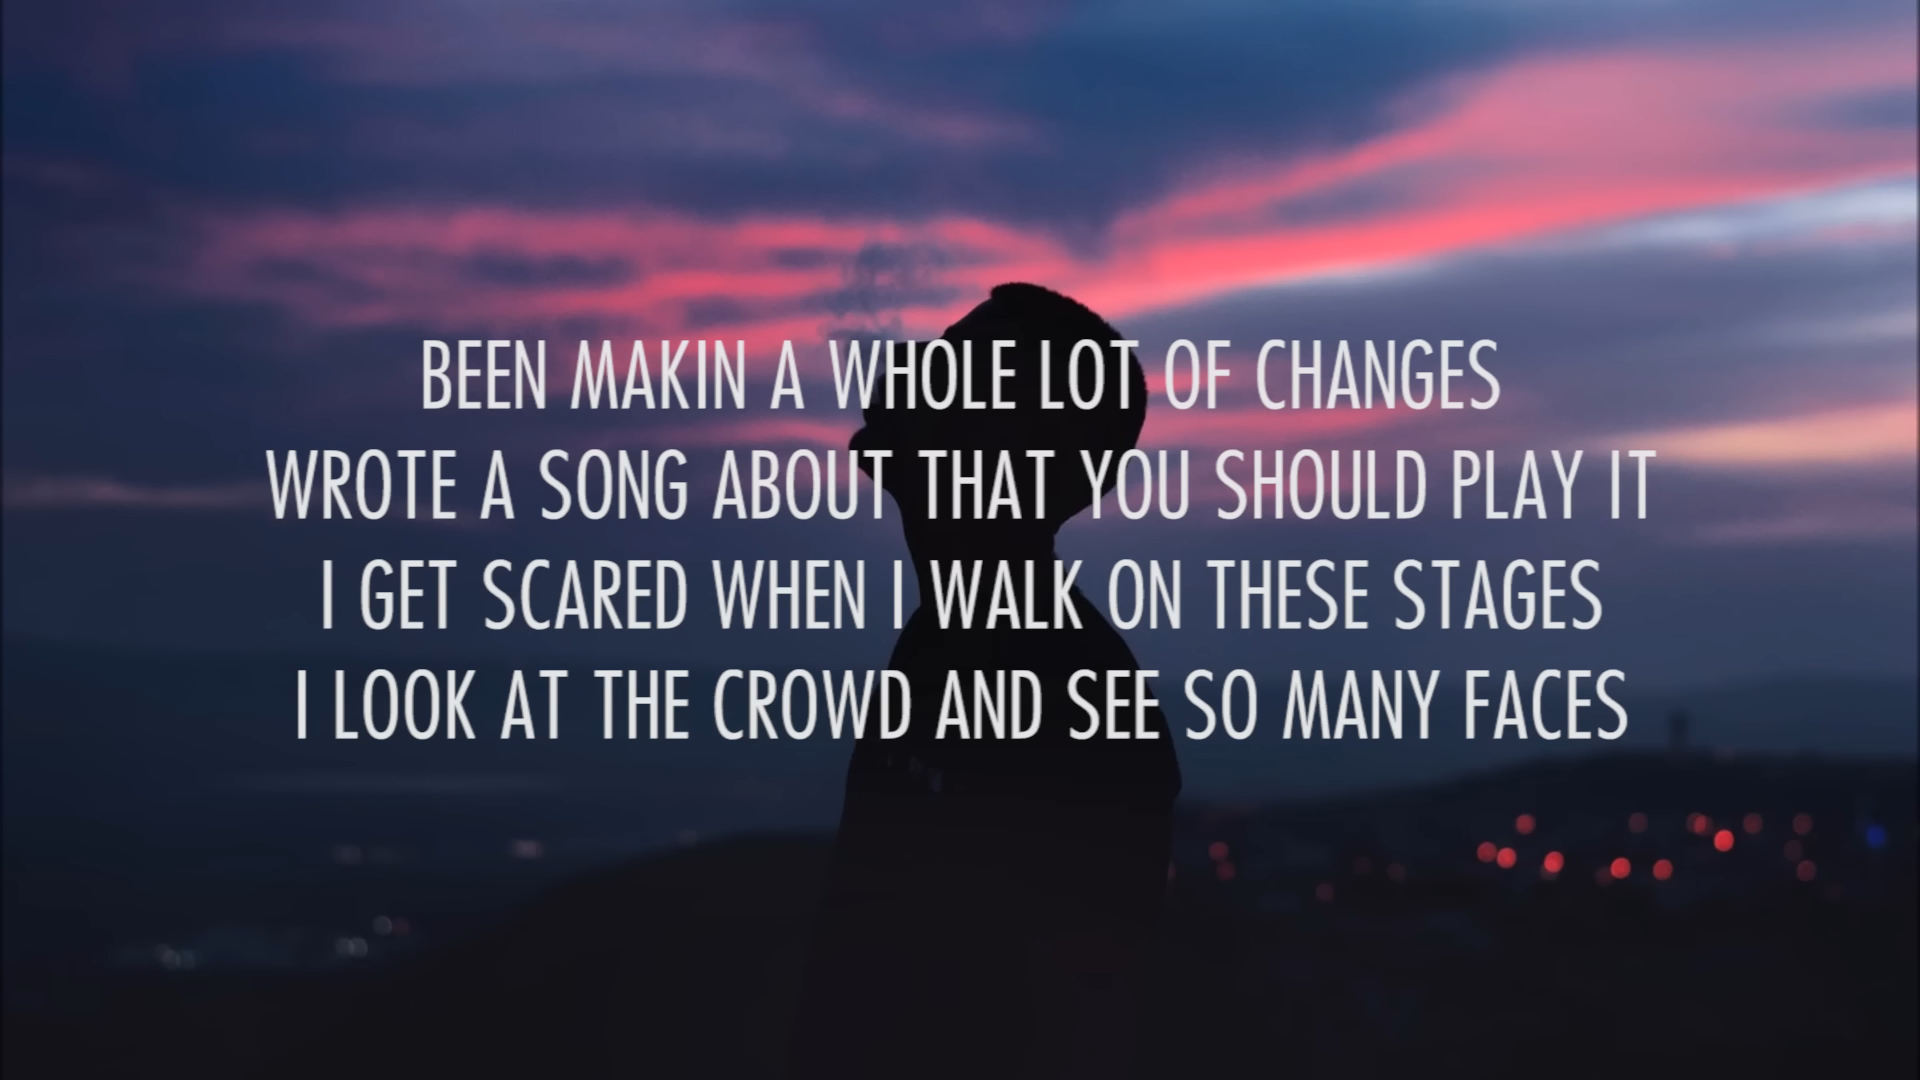 BEEN MAKIN A WHOLE LOT OF CHANGES
WROTE A SONG ABOUT THAT YOU SHOULD PLAY IT
I GET SCARED WHEN I WALK ON THESE STAGES
I LOOK AT THE CROWD AND SEE SO MANY FACES